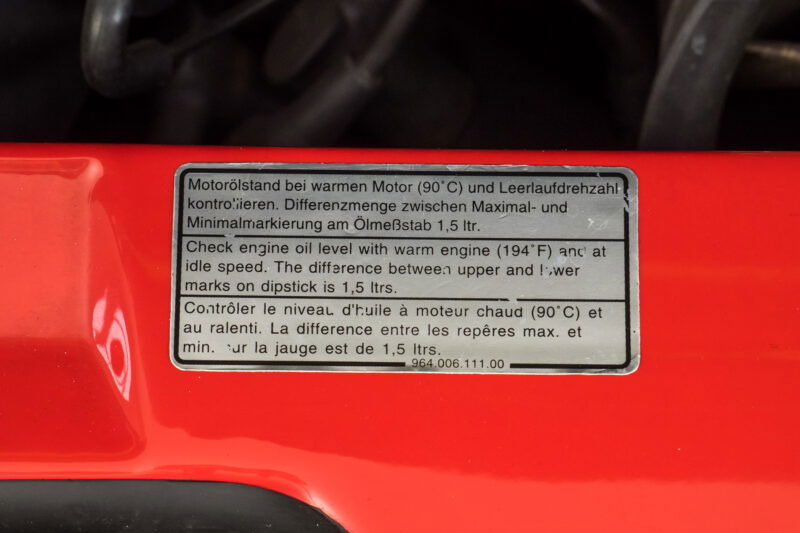 Motorölstand bei warmen Motor (90°C) und Leerlaufdrehzahl
kontrollieren. Differenzmenge zwischen Maximal- und
Minimalmarkierung am Ölmeßstab 1,5 ltr.
Check engine oil level with warm engine (194°F) and at
idle speed. The difference between upper and lower
marks on dipstick is 1,5 ltrs.
Contrôler le niveau d'huile à moteur chaud (90°C) et
au ralenti. La difference entre les repêres max. et
min. sur la jauge est de 1,5 ltrs.
964.006.111.00